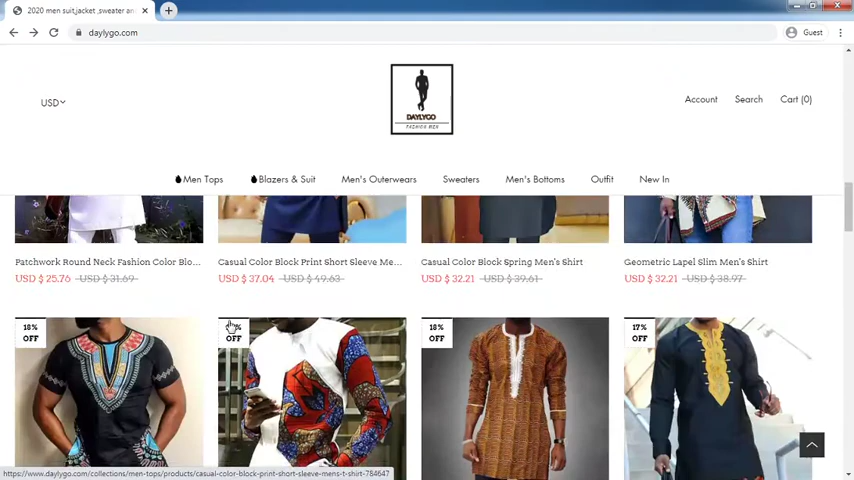 2020 men suit,jacket ,sweater an
daylygo.com
Guest
USD
DAYLYGO
FASHION MEN
Account
Search
Cart (0)
Men Tops
Blazers & Suit
Men's Outerwears
Sweaters
Men's Bottoms
Outfit
New In
Patchwork Round Neck Fashion Color Blo...
Casual Color Block Print Short Sleeve Me...
Casual Color Block Spring Men's Shirt
Geometric Lapel Slim Men's Shirt
USD $ 25.76 USD $ 31.69
USD $ 37.04 USD $ 49.63
USD $ 32.21 USD $ 39.61
USD $ 32.21 USD $ 38.97
18%
OFF
OFF
18%
OFF
17%
OFF
https://www.daylygo.com/collections/men-tops/products/casual-color-block-print-short-sleeve-mens-t-shirt-784647